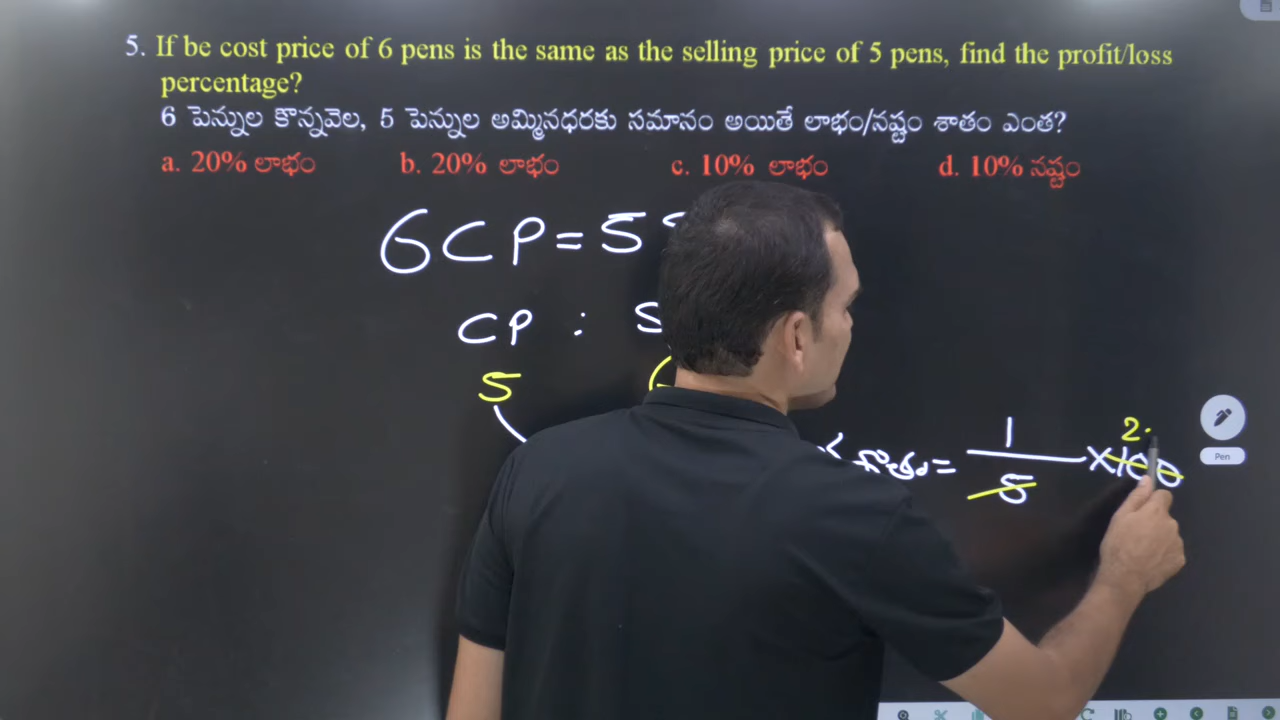 5. If be cost price of 6 pens is the same as the selling price of 5 pens, find the profit/loss
percentage?
6 పెన్నుల కొన్నవెల, 5 పెన్నుల అమ్మినధరకు సమానం అయితే లాభం/నష్టం శాతం ఎంత?
a. 20% లాభం b. 20% లాభం c. 10% లాభం d. 10% నష్టం
6CP=5S
CP : S
5
శాతం= 1/5 ×100
2
Pen